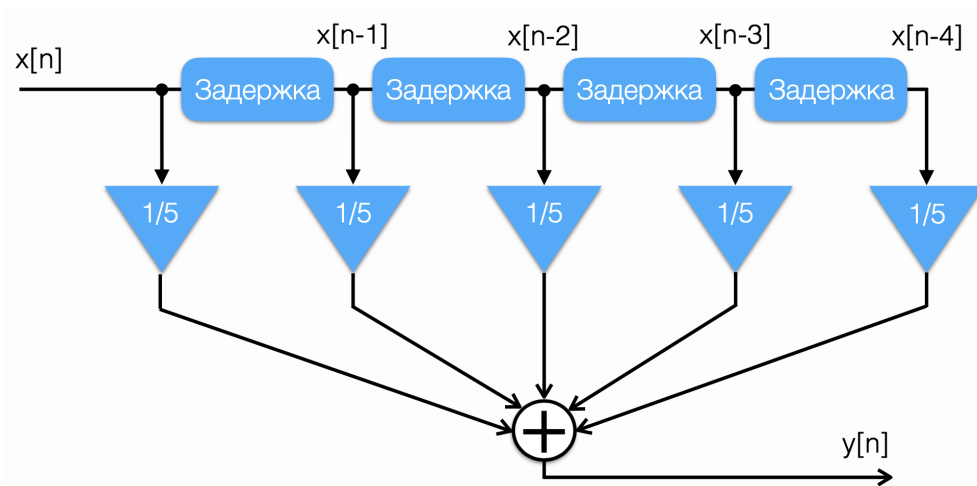 x[n]
x[n-1]
x[n-2]
x[n-3]
x[n-4]
Задержка
Задержка
Задержка
Задержка
1/5
1/5
1/5
1/5
1/5
y[n]